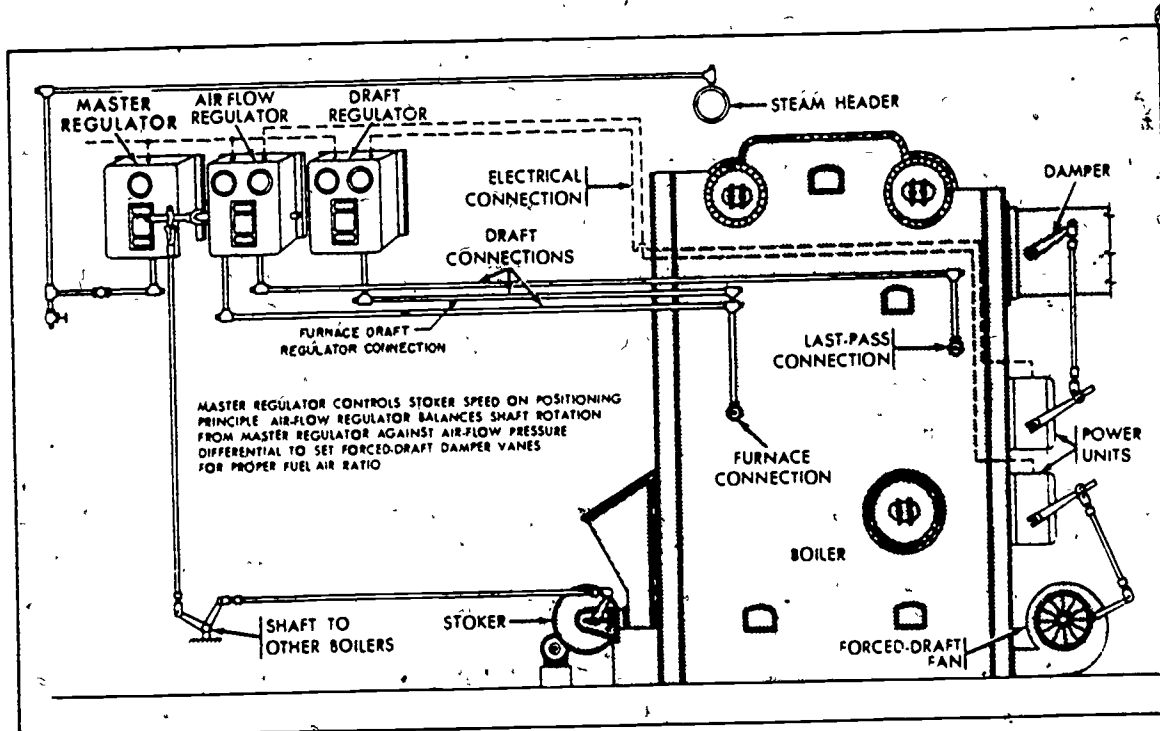 MASTER
REGULATOR
AIR FLOW
REGULATOR
DRAFT
REGULATOR
STEAM HEADER
ELECTRICAL
CONNECTION
DAMPER
DRAFT
CONNECTIONS
FURNACE DRAFT
REGULATOR CONNECTION
LAST-PASS
CONNECTION
MASTER REGULATOR CONTROLS STOKER SPEED ON POSITIONING
PRINCIPLE AIR-FLOW REGULATOR BALANCES SHAFT ROTATION
FROM MASTER REGULATOR AGAINST AIR-FLOW PRESSURE
DIFFERENTIAL TO SET FORCED-DRAFT DAMPER VANES
FOR PROPER FUEL AIR RATIO
FURNACE
CONNECTION
POWER
UNITS
BOILER
SHAFT TO
OTHER BOILERS
STOKER
FORCED-DRAFT
FAN